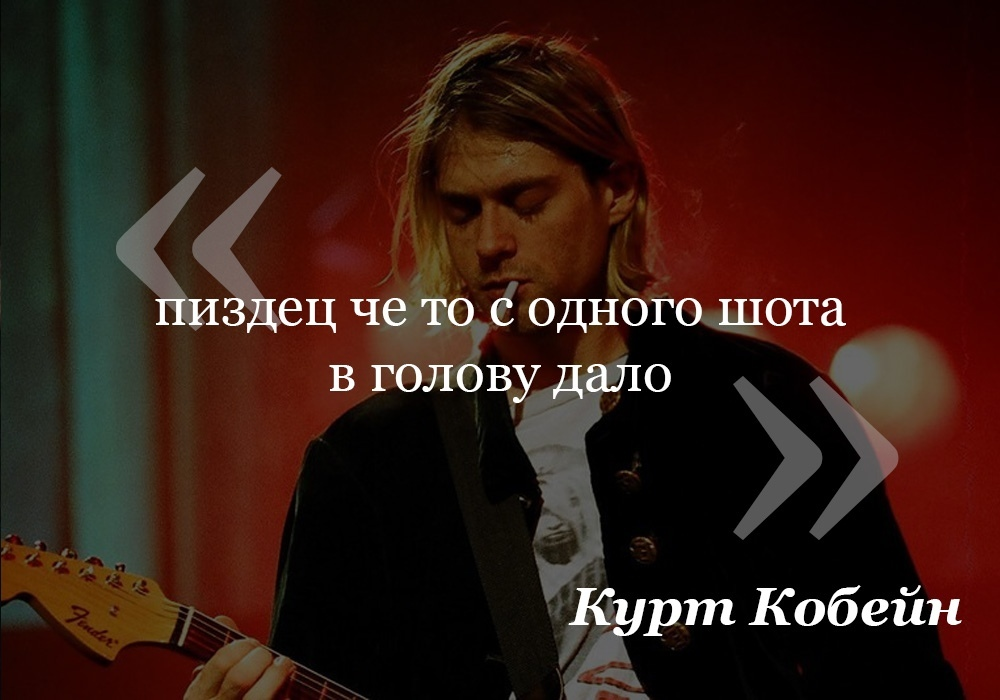 «
пиздец че то с одного шота
в голову дало
»
Курт Кобейн
Fender